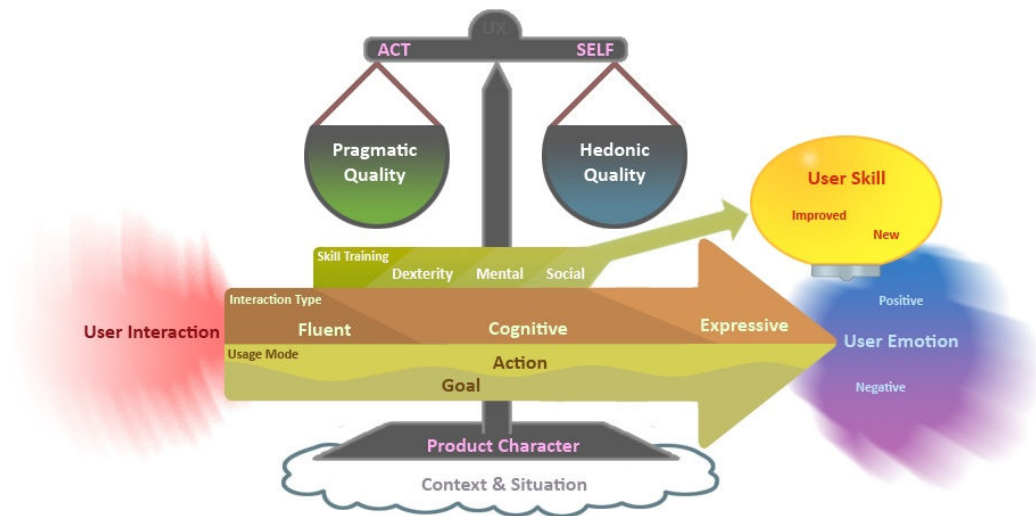 UX
ACT
SELF
Pragmatic
Quality
Hedonic
Quality
User Skill
Improved
New
Skill Training
Dexterity
Mental
Social
Interaction Type
Fluent
Cognitive
Expressive
User Interaction
Usage Mode
Action
Goal
Positive
User Emotion
Negative
Product Character
Context & Situation